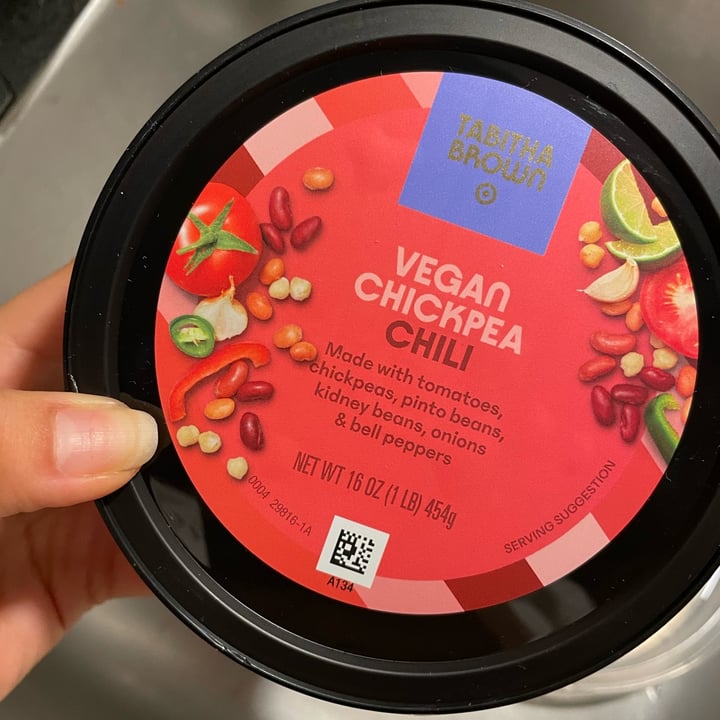 TABITHA
BROWN
VEGAN
CHICKPEA
CHILI
Made with tomatoes,
chickpeas, pinto beans,
kidney beans, onions
& bell peppers
NET WT 16 OZ (1 LB) 454g
0004 29816-1A
SERVING SUGGESTION
A134